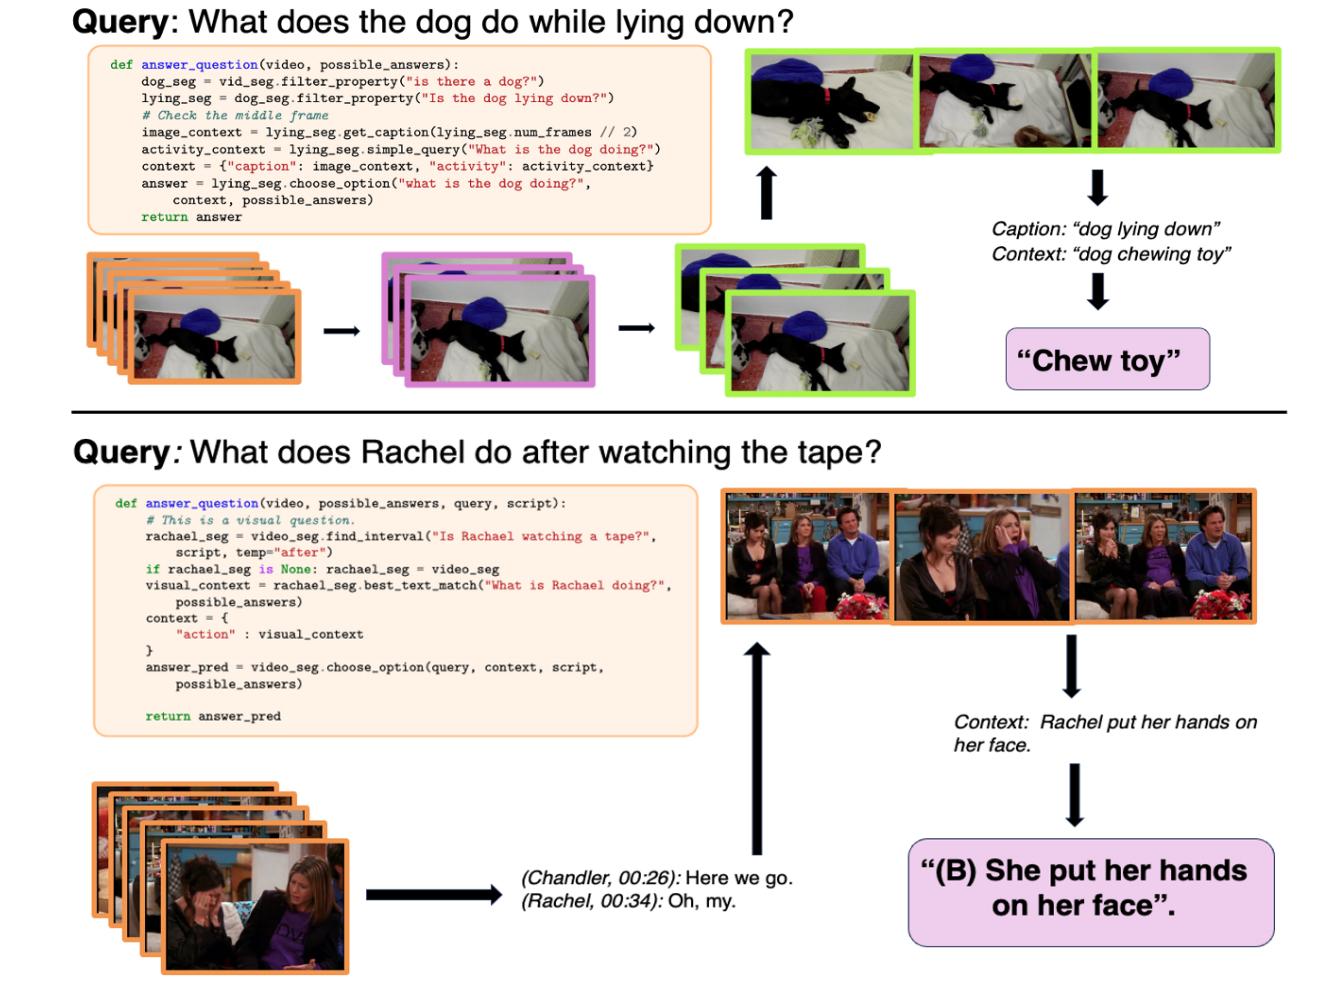 Query: What does the dog do while lying down?
def answer_question(video, possible_answers):
dog_seg = vid_seg.filter_property("is there a dog?")
lying_seg = dog_seg.filter_property("Is the dog lying down?")
# Check the middle frame
image_context = lying_seg.get_caption(lying_seg.num_frames // 2)
activity_context = lying_seg.simple_query("What is the dog doing?")
context = {"caption": image_context, "activity": activity_context}
answer = lying_seg.choose_option("what is the dog doing?",
context, possible_answers)
return answer
Caption: “dog lying down”
Context: “dog chewing toy”
“Chew toy”
Query: What does Rachel do after watching the tape?
def answer_question(video, possible_answers, query, script):
# This is a visual question.
rachael_seg = video_seg.find_interval("Is Rachael watching a tape?",
script, temp="after")
if rachael_seg is None: rachael_seg = video_seg
visual_context = rachael_seg.best_text_match("What is Rachael doing?",
possible_answers)
context = {
"action" : visual_context
}
answer_pred = video_seg.choose_option(query, context, script,
possible_answers)
return answer_pred
Context: Rachel put her hands on
her face.
(Chandler, 00:26): Here we go.
(Rachel, 00:34): Oh, my.
“(B) She put her hands
on her face”.